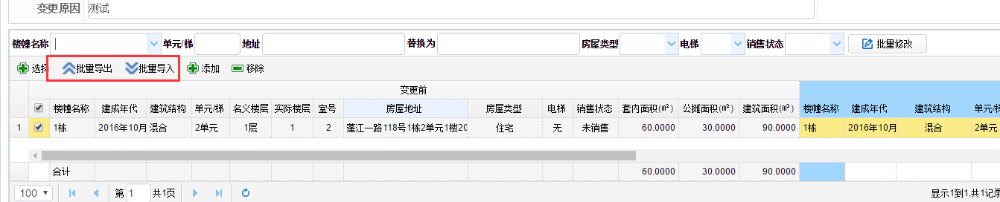 变更原因 测试
楼幢名称 单元/梯 地址 替换为 房屋类型 电梯 销售状态 批量修改
选择 批量导出 批量导入 添加 移除
变更前
楼幢名称 建成年代 建筑结构 单元/梯 名义楼层 实际楼层 室号 房屋地址 房屋类型 电梯 销售状态 套内面积(㎡) 公摊面积(㎡) 建筑面积(㎡) 楼幢名称 建成年代 建筑结构 单元/梯
1 1栋 2016年10月 混合 2单元 1层 1 2 蓬江一路118号1栋2单元1楼20 住宅 无 未销售 60.0000 30.0000 90.0000 1栋 2016年10月 混合 2单元
合计 60.0000 30.0000 90.0000
100 第 1 共1页 显示1到1,共1记录